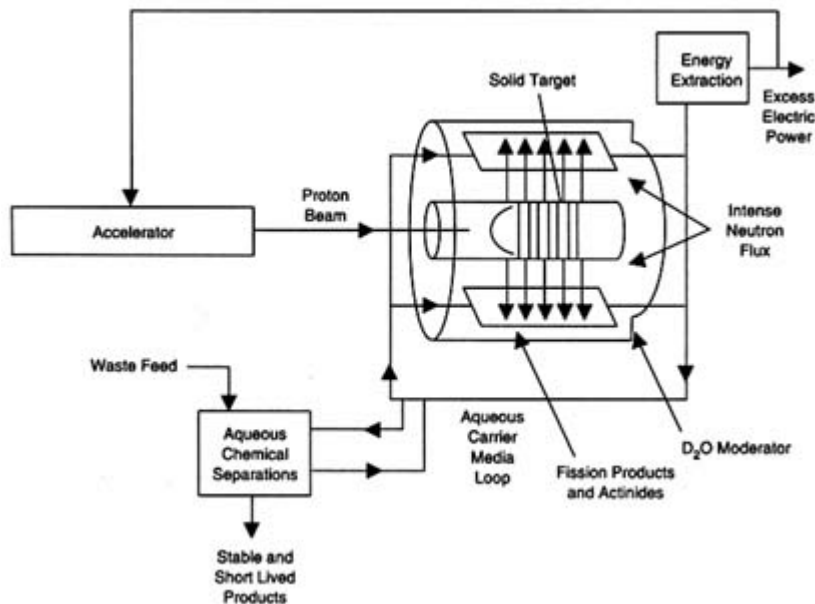 Energy
Extraction
Excess
Electric
Power
Solid Target
Proton
Beam
Accelerator
Intense
Neutron
Flux
Waste Feed
Aqueous
Chemical
Separations
Aqueous
Carrier
Media
Loop
D₂O Moderator
Fission Products
and Actinides
Stable and
Short Lived
Products